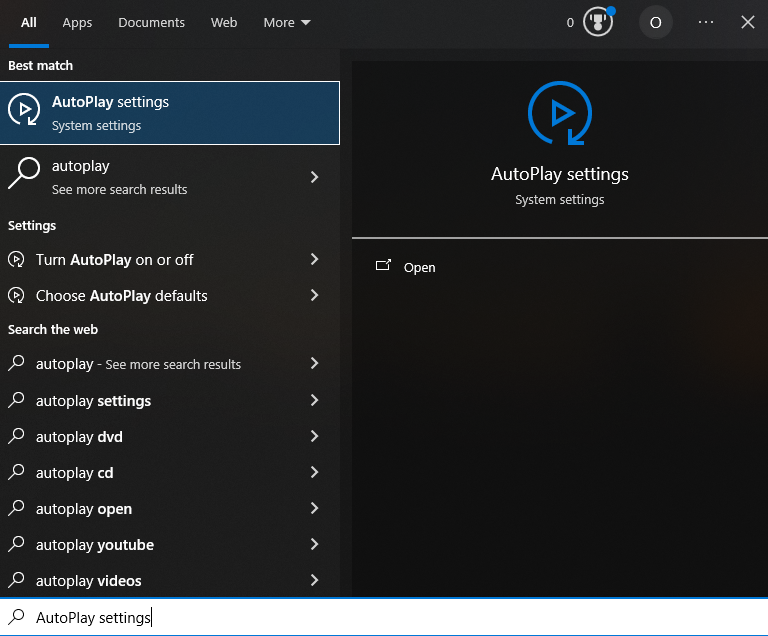 All Apps Documents Web More 0 O ...
Best match
AutoPlay settings
System settings
autoplay
See more search results
Settings
Turn AutoPlay on or off
Choose AutoPlay defaults
Search the web
autoplay - See more search results
autoplay settings
autoplay dvd
autoplay cd
autoplay open
autoplay youtube
autoplay videos
AutoPlay settings
System settings
Open
AutoPlay settings